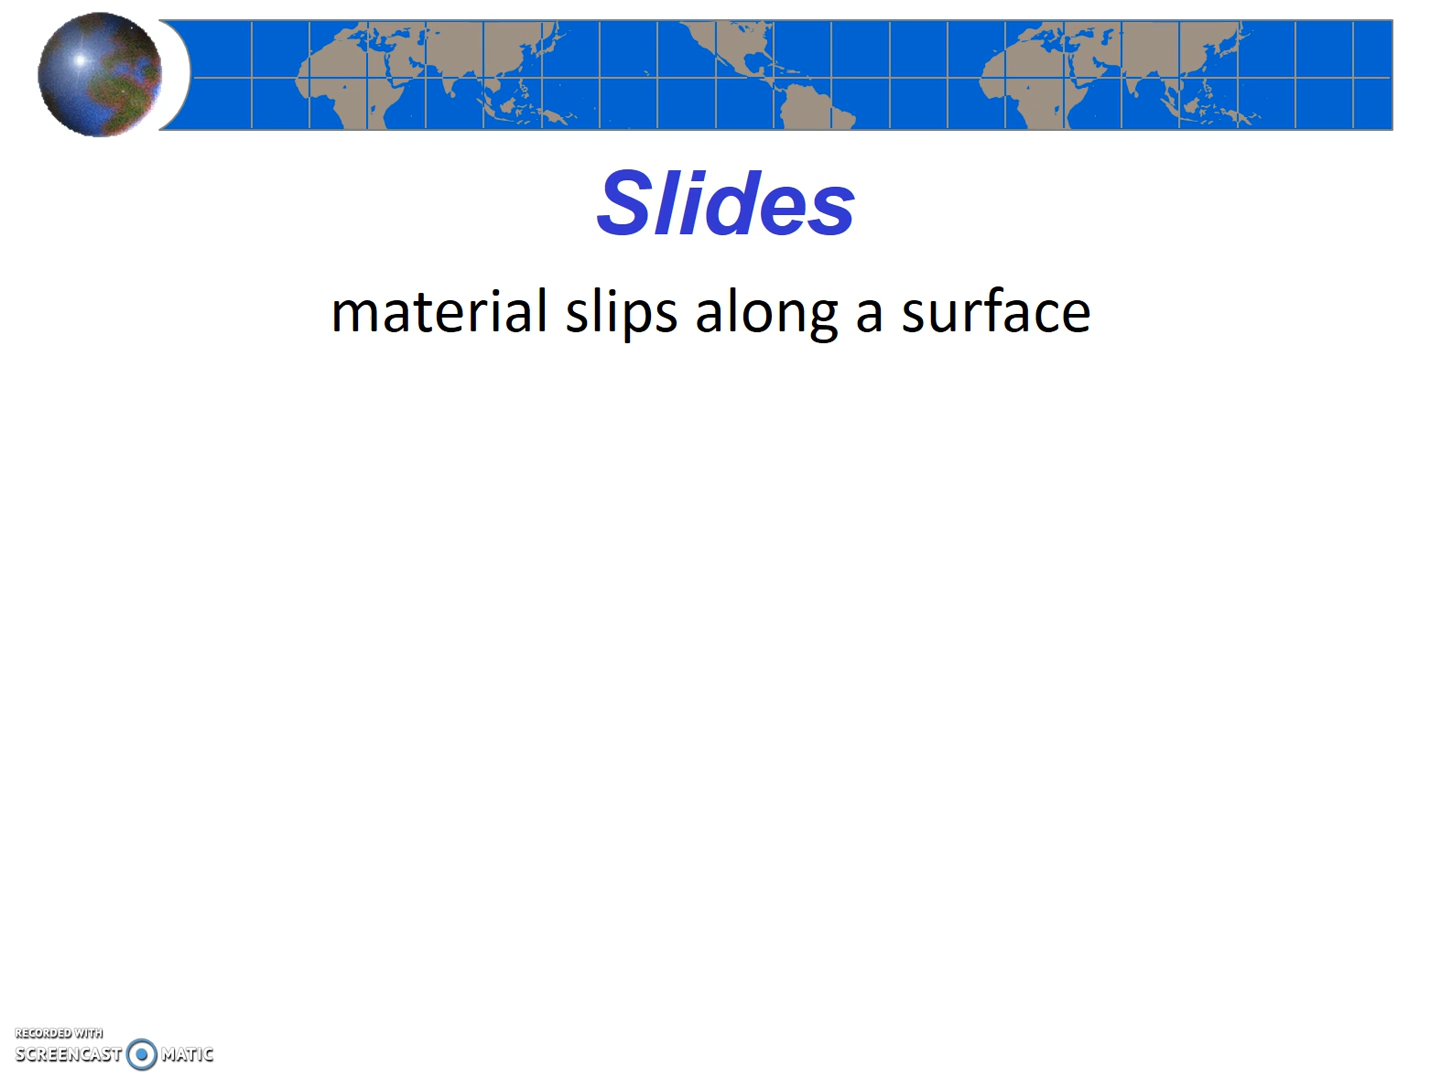 Slides
material slips along a surface
RECORDED WITH
SCREENCAST MATIC